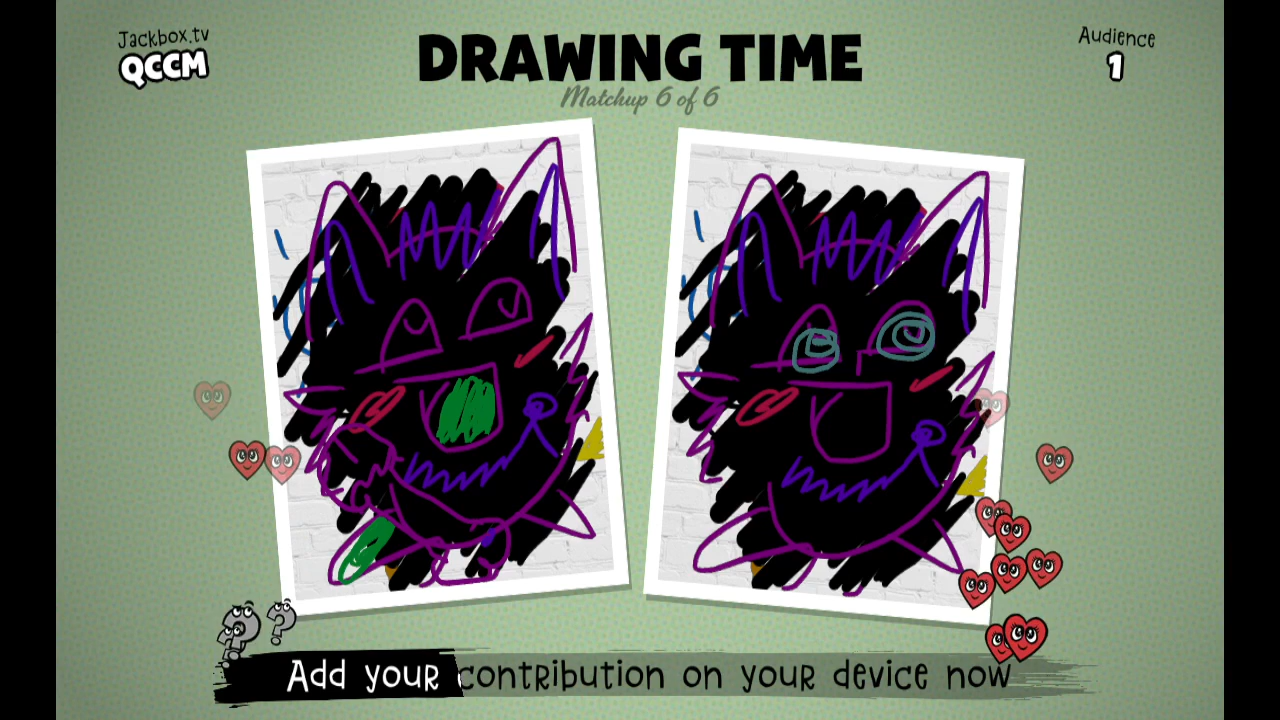 Jackbox.tv
QCCM
DRAWING TIME
Matchup 6 of 6
Audience
1
Add your contribution on your device now